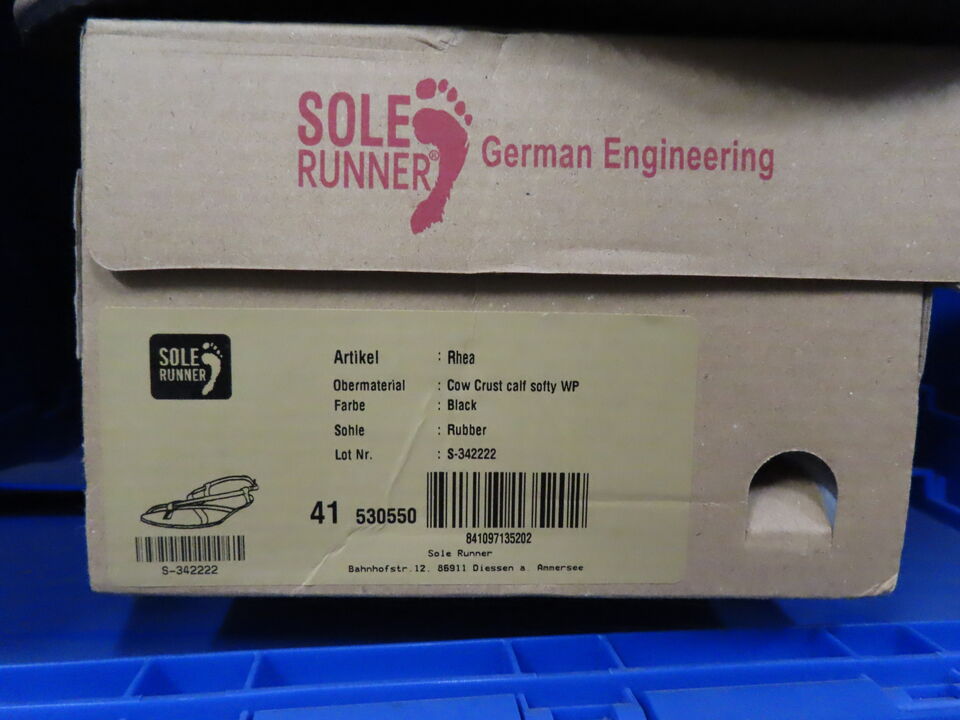 SOLE
RUNNER® German Engineering
SOLE
RUNNER
Artikel : Rhea
Obermaterial : Cow Crust calf softy WP
Farbe : Black
Sohle : Rubber
Lot Nr. : S-342222
41 530550
841097135202
S-342222
Sole Runner
Bahnhofstr.12. 86911 Diessen a. Ammersee